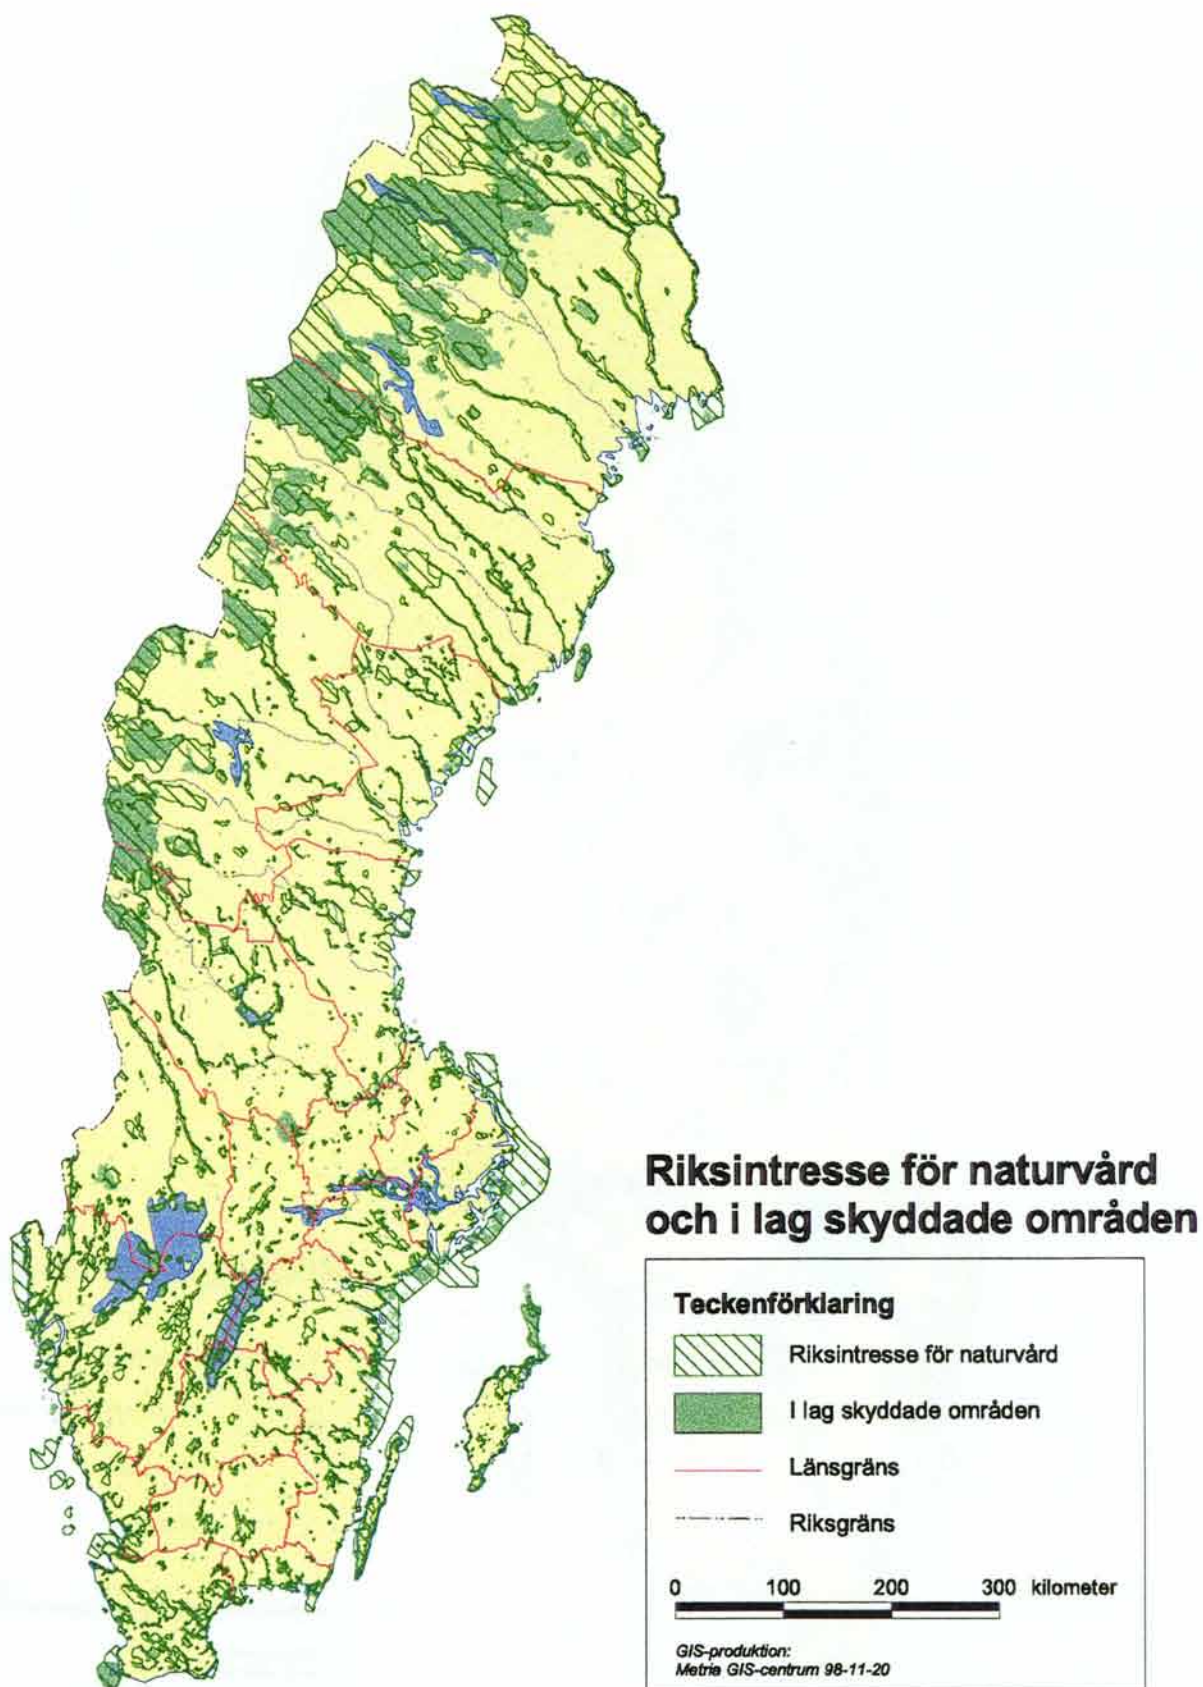 Riksintresse för naturvård
och i lag skyddade områden
Teckenförklaring
Riksintresse för naturvård
I lag skyddade områden
Länsgräns
Riksgräns
0 100 200 300 kilometer
GIS-produktion:
Metria GIS-centrum 98-11-20